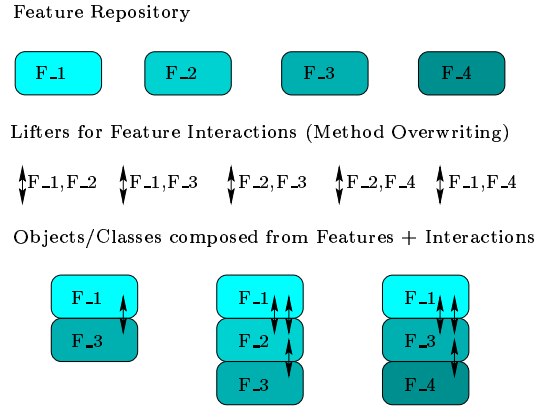 Feature Repository
F_1 F_2 F_3 F_4
Lifters for Feature Interactions (Method Overwriting)
F_1,F_2 F_1,F_3 F_2,F_3 F_2,F_4 F_1,F_4
Objects/Classes composed from Features + Interactions
F_1 F_1 F_1
F_3 F_2 F_3
F_3 F_4